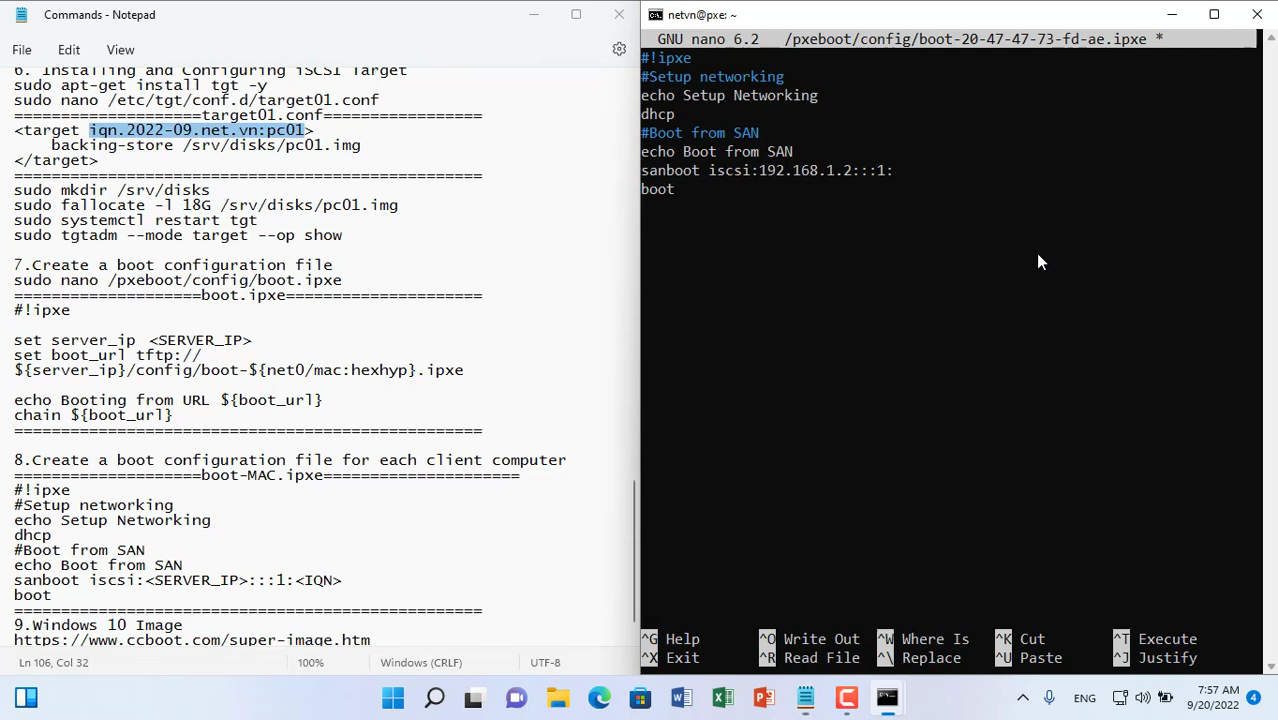 Commands - Notepad
File Edit View
6. Installing and Configuring iSCSI Target
sudo apt-get install tgt -y
sudo nano /etc/tgt/conf.d/target01.conf
====================target01.conf=================
<target iqn.2022-09.net.vn:pc01>
    backing-store /srv/disks/pc01.img
</target>
==================================================
sudo mkdir /srv/disks
sudo fallocate -l 18G /srv/disks/pc01.img
sudo systemctl restart tgt
sudo tgtadm --mode target --op show
7.Create a boot configuration file
sudo nano /pxeboot/config/boot.ipxe
====================boot.ipxe=====================
#!ipxe
set server_ip <SERVER_IP>
set boot_url tftp://
${server_ip}/config/boot-${net0/mac:hexhyp}.ipxe
echo Booting from URL ${boot_url}
chain ${boot_url}
==================================================
8.Create a boot configuration file for each client computer
====================boot-MAC.ipxe=====================
#!ipxe
#Setup networking
echo Setup Networking
dhcp
#Boot from SAN
echo Boot from SAN
sanboot iscsi:<SERVER_IP>:::1:<IQN>
boot
==================================================
9.Windows 10 Image
https://www.ccboot.com/super-image.htm
Ln 106, Col 32 100% Windows (CRLF) UTF-8
netvn@pxe: ~
GNU nano 6.2 /pxeboot/config/boot-20-47-47-73-fd-ae.ipxe *
#!ipxe
#Setup networking
echo Setup Networking
dhcp
#Boot from SAN
echo Boot from SAN
sanboot iscsi:192.168.1.2:::1:
boot
^G Help ^O Write Out ^W Where Is ^K Cut ^T Execute
^X Exit ^R Read File ^\ Replace ^U Paste ^J Justify
ENG
7:57 AM
9/20/2022
4